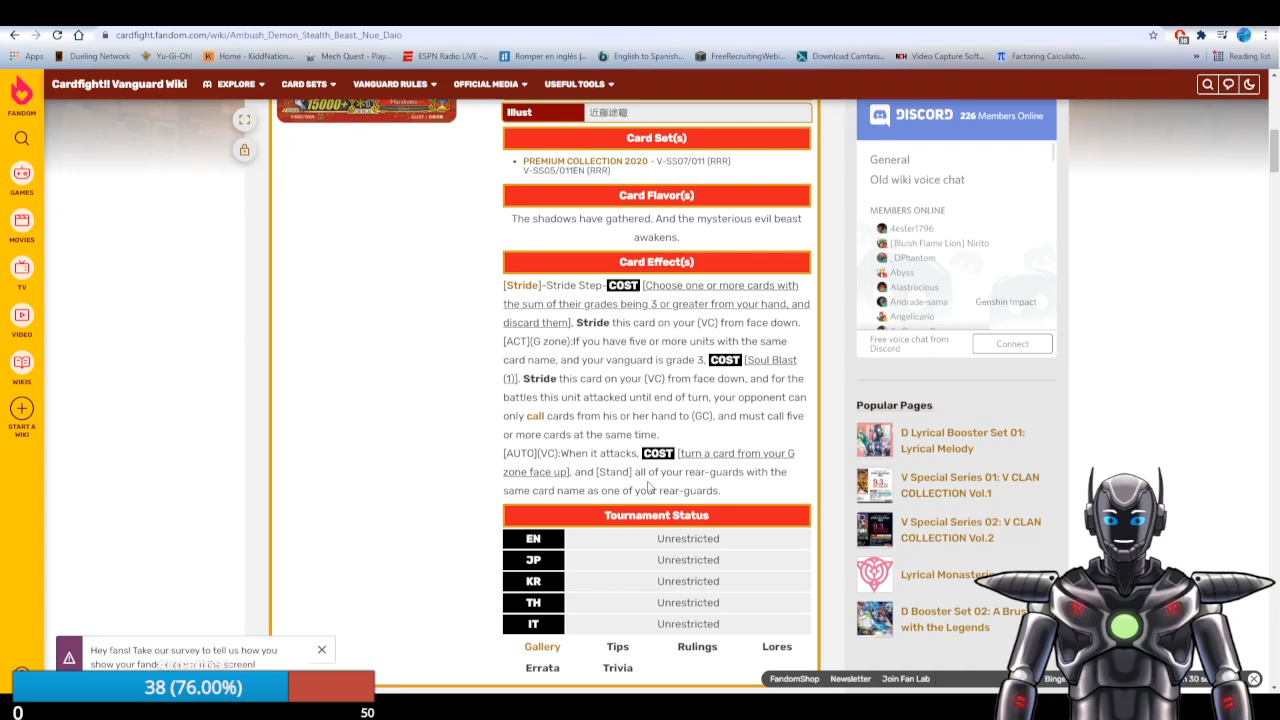 cardfight.fandom.com/wiki/Ambush_Demon_Stealth_Beast_Nue_Daio
Apps
Dueling Network
Yu-Gi-Oh!
Home - KiddNation...
Mech Quest - Play...
ESPN Radio LIVE -...
Romper en inglés |...
English to Spanish...
FreeRecruitingWebi...
Download Camtasi...
Video Capture Soft...
Factoring Calculato...
Reading list
Cardfight!! Vanguard Wiki
EXPLORE
CARD SETS
VANGUARD RULES
OFFICIAL MEDIA
USEFUL TOOLS
FANDOM
GAMES
MOVIES
TV
VIDEO
WIKIS
START A
WIKI
15000+
Illust
Card Set(s)
PREMIUM COLLECTION 2020 - V-SS07/011 (RRR)
V-SS05/011EN (RRR)
Card Flavor(s)
The shadows have gathered. And the mysterious evil beast
awakens.
Card Effect(s)
[Stride]-Stride Step-COST [Choose one or more cards with
the sum of their grades being 3 or greater from your hand, and
discard them], Stride this card on your (VC) from face down.
[ACT](G zone):If you have five or more units with the same
card name, and your vanguard is grade 3, COST [Soul Blast
(1)], Stride this card on your (VC) from face down, and for the
battles this unit attacked until end of turn, your opponent can
only call cards from his or her hand to (GC), and must call five
or more cards at the same time.
[AUTO](VC):When it attacks, COST [turn a card from your G
zone face up], and [Stand] all of your rear-guards with the
same card name as one of your rear-guards.
Tournament Status
EN Unrestricted
JP Unrestricted
KR Unrestricted
TH Unrestricted
IT Unrestricted
Gallery Tips Rulings Lores
Errata Trivia
DISCORD 226 Members Online
General
Old wiki voice chat
MEMBERS ONLINE
4ester1796
[Bluish Flame Lion] Nirito
_DPhantom
Abyss
Alastrocious
Andrade-sama Genshin Impact
Angelicario
Free voice chat from
Discord
Connect
Popular Pages
D Lyrical Booster Set 01:
Lyrical Melody
V Special Series 01: V CLAN
COLLECTION Vol.1
V Special Series 02: V CLAN
COLLECTION Vol.2
Lyrical Monasterio
D Booster Set 02: A Brus
with the Legends
Hey fans! Take our survey to tell us how you
show your fand
screen!
FandomShop
Newsletter
Join Fan Lab
38 (76.00%)
0
50